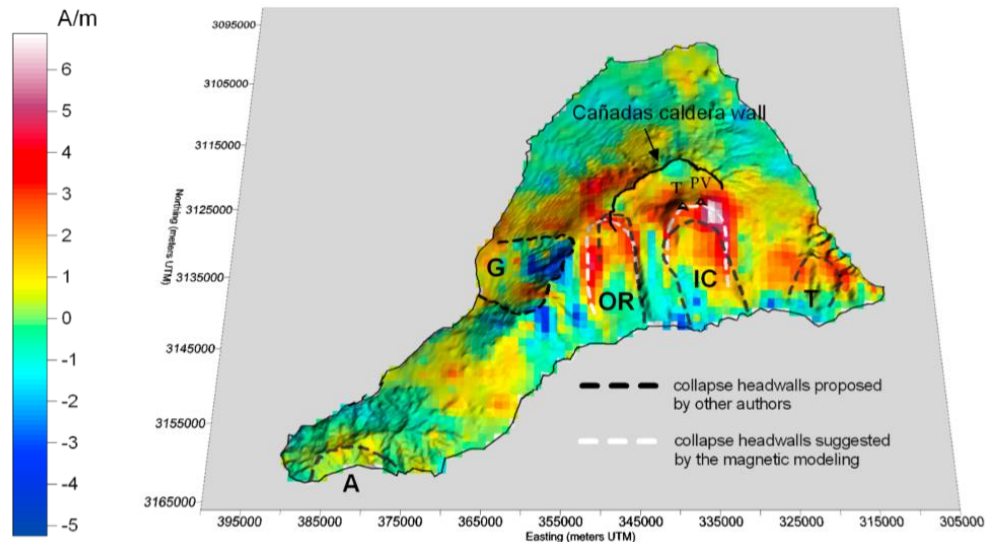 A/m
6
5
4
3
2
1
0
-1
-2
-3
-4
-5
3095000
3105000
3115000
3125000
3135000
3145000
3155000
3165000
Northing (meters UTM)
Cañadas caldera wall
T PV
G
OR
IC
T
A
collapse headwalls proposed
by other authors
collapse headwalls suggested
by the magnetic modeling
395000 385000 375000 365000 355000 345000 335000 325000 315000 305000
Easting (meters UTM)